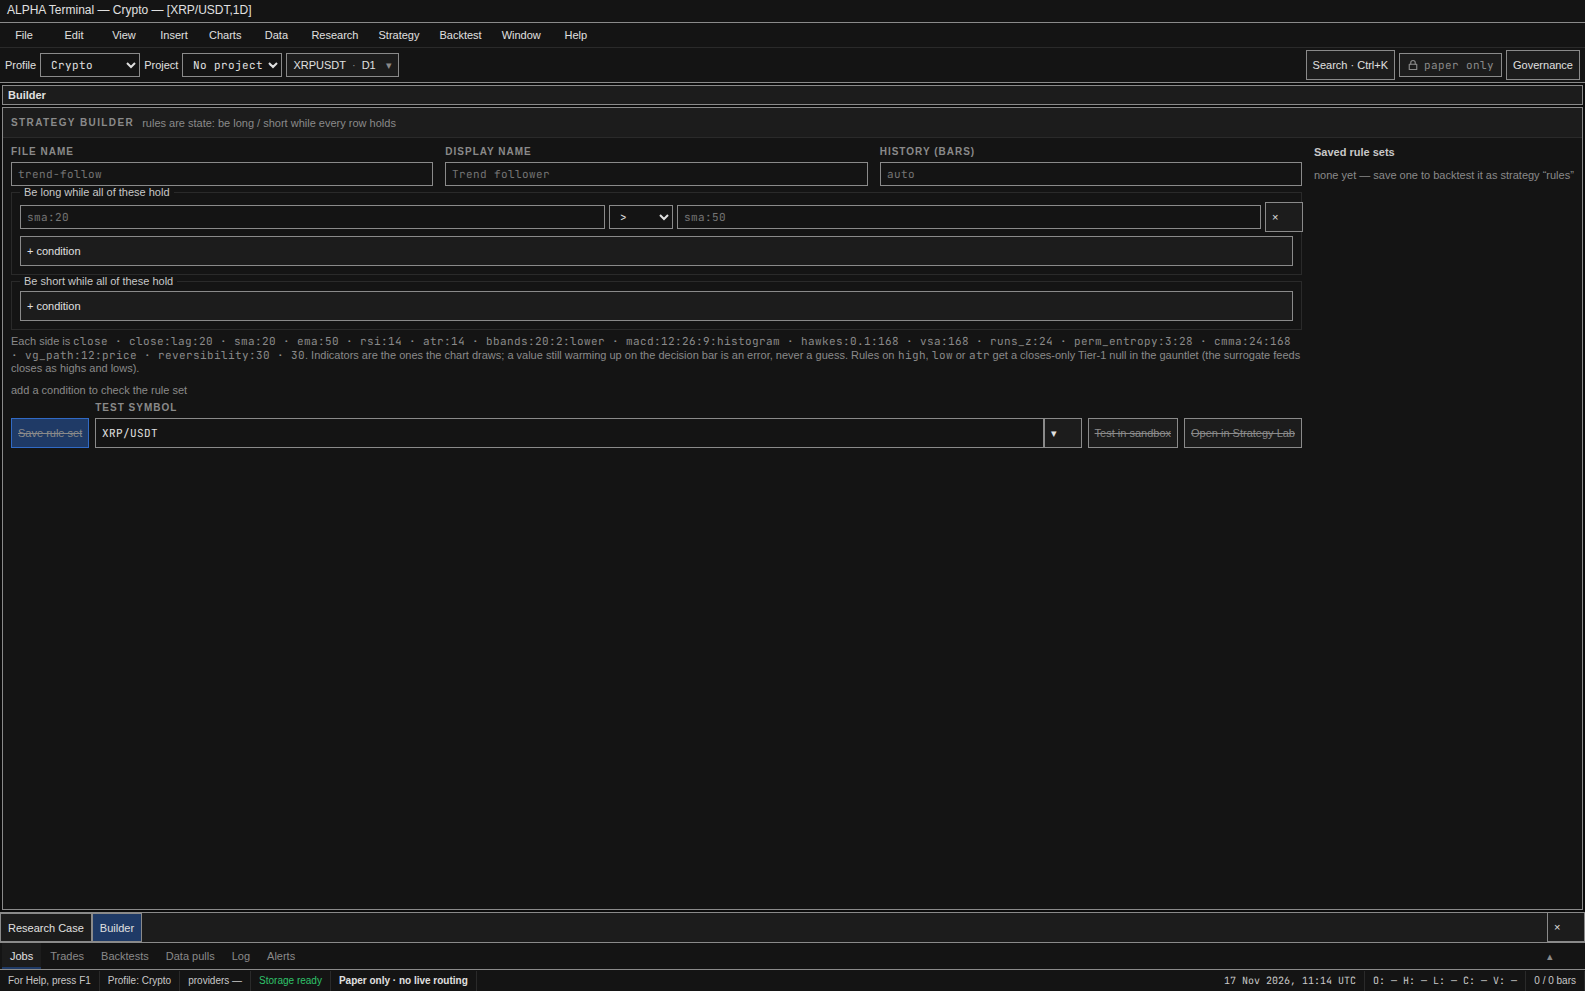 ALPHA Terminal — Crypto — [XRP/USDT,1D]
File Edit View Insert Charts Data Research Strategy Backtest Window Help
Profile Crypto Project No project XRPUSDT · D1 ▾ Search · Ctrl+K paper only Governance
Builder
STRATEGY BUILDER rules are state: be long / short while every row holds
FILE NAME DISPLAY NAME HISTORY (BARS) Saved rule sets
trend-follow Trend follower auto none yet — save one to backtest it as strategy “rules”
Be long while all of these hold
sma:20 > sma:50 ×
+ condition
Be short while all of these hold
+ condition
Each side is close · close:lag:20 · sma:20 · ema:50 · rsi:14 · atr:14 · bbands:20:2:lower · macd:12:26:9:histogram · hawkes:0.1:168 · vsa:168 · runs_z:24 · perm_entropy:3:28 · cmma:24:168
· vg_path:12:price · reversibility:30 · 30. Indicators are the ones the chart draws; a value still warming up on the decision bar is an error, never a guess. Rules on high, low or atr get a closes-only Tier-1 null in the gauntlet (the surrogate feeds
closes as highs and lows).
add a condition to check the rule set
TEST SYMBOL
Save rule set XRP/USDT ▾ Test in sandbox Open in Strategy Lab
Research Case Builder ×
Jobs Trades Backtests Data pulls Log Alerts ▴
For Help, press F1 Profile: Crypto providers — Storage ready Paper only · no live routing 17 Nov 2026, 11:14 UTC O: — H: — L: — C: — V: — 0 / 0 bars